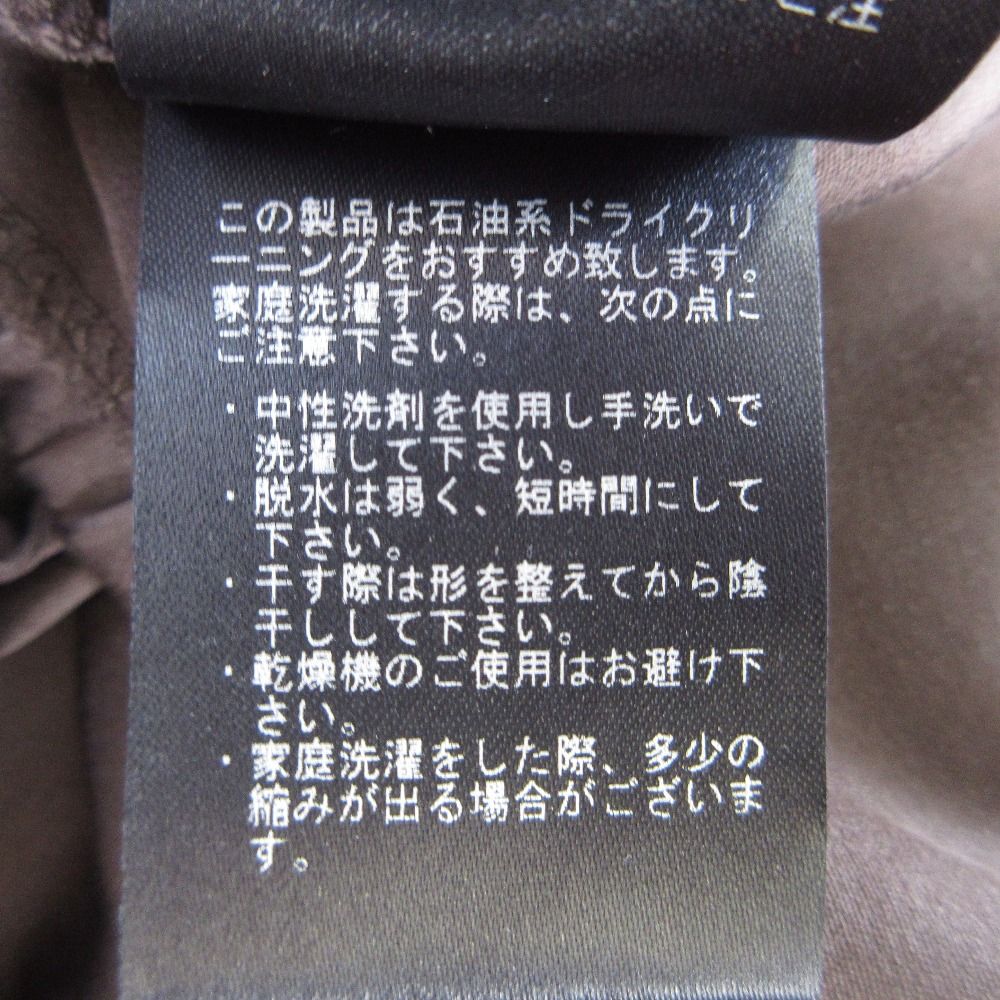 ご注
この製品は石油系ドライクリ
ーニングをおすすめ致します。
家庭洗濯する際は、次の点に
ご注意下さい。
・中性洗剤を使用し手洗いで
洗濯して下さい。
・脱水は弱く、短時間にして
下さい。
・干す際は形を整えてから陰
干しして下さい。
・乾燥機のご使用はお避け下
さい。
・家庭洗濯をした際、多少の
縮みが出る場合がございま
す。